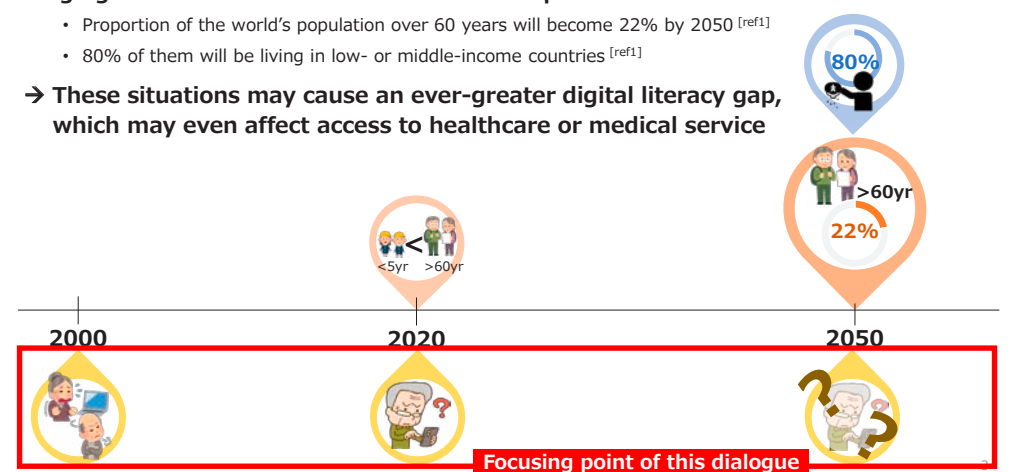 • Proportion of the world’s population over 60 years will become 22% by 2050 [ref1]
• 80% of them will be living in low- or middle-income countries [ref1]
→ These situations may cause an ever-greater digital literacy gap,
which may even affect access to healthcare or medical service
80%
>60yr
22%
<
<5yr >60yr
2000 2020 2050
?
? ?
Focusing point of this dialogue